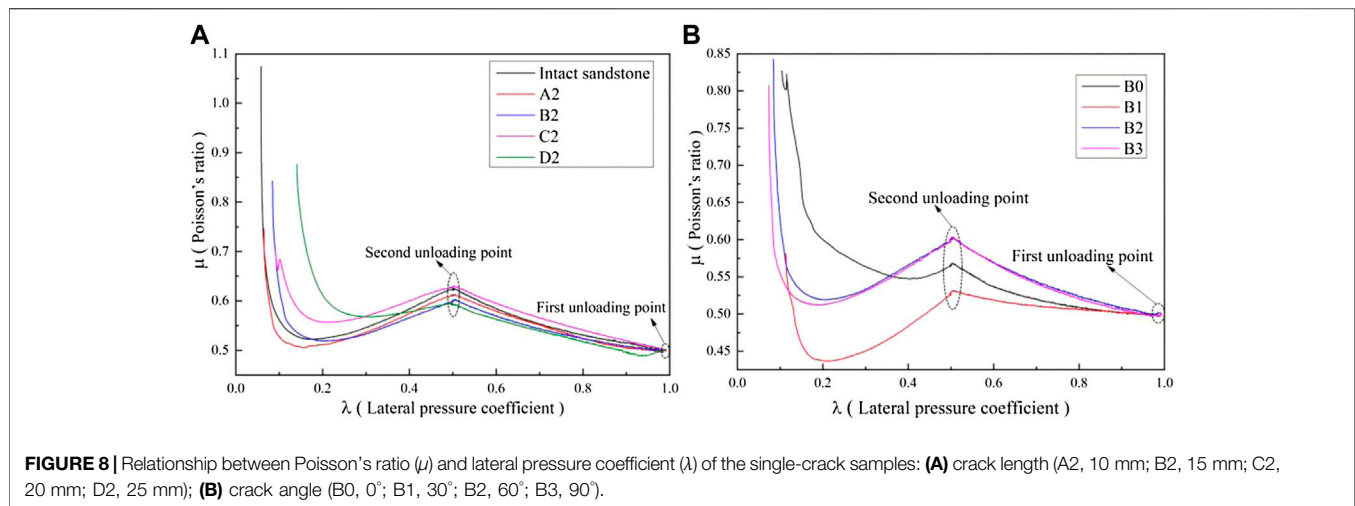 A
1.1
1.0
0.9
0.8
0.7
0.6
0.5
μ ( Poisson's ratio )
Intact sandstone
A2
B2
C2
D2
Second unloading point
First unloading point
0.0 0.2 0.4 0.6 0.8 1.0
λ ( Lateral pressure coefficient )
B
0.85
0.80
0.75
0.70
0.65
0.60
0.55
0.50
0.45
μ ( Poisson's ratio )
B0
B1
B2
B3
Second unloading point
First unloading point
0.0 0.2 0.4 0.6 0.8 1.0
λ ( Lateral pressure coefficient )
FIGURE 8 | Relationship between Poisson's ratio (μ) and lateral pressure coefficient (λ) of the single-crack samples: (A) crack length (A2, 10 mm; B2, 15 mm; C2,
20 mm; D2, 25 mm); (B) crack angle (B0, 0°; B1, 30°; B2, 60°; B3, 90°).